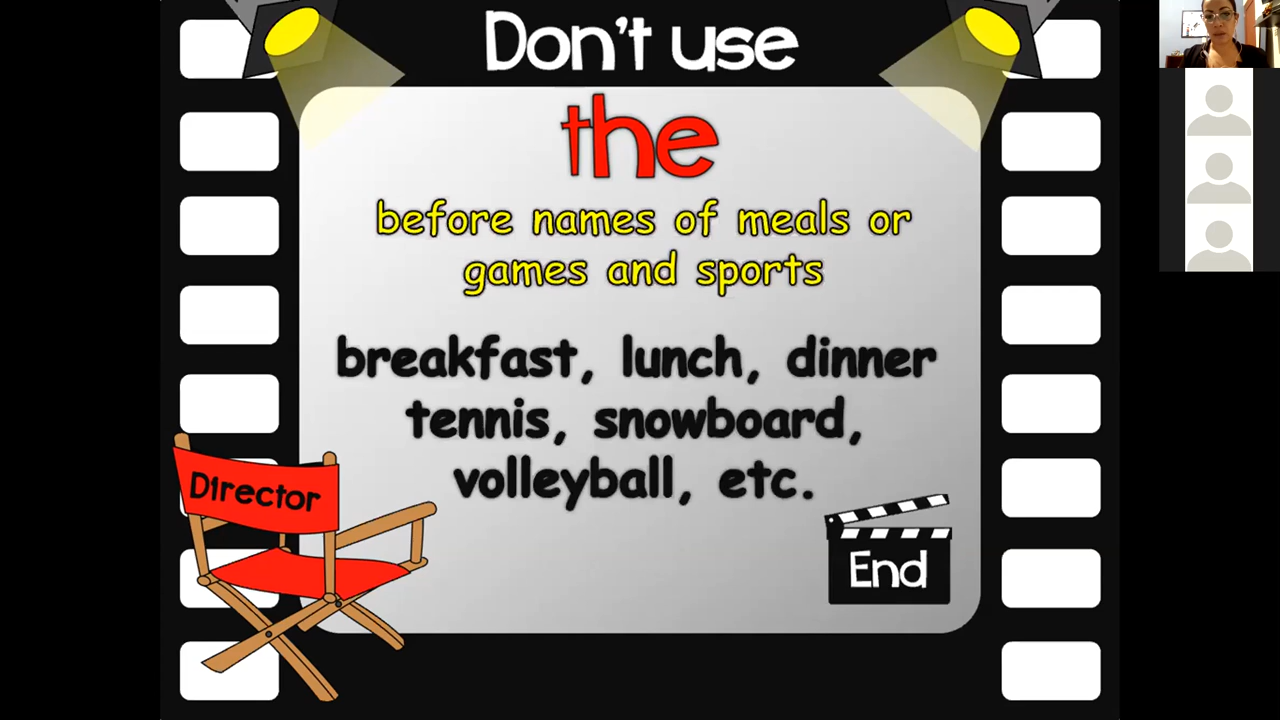 Don't use
the
before names of meals or
games and sports
breakfast, lunch, dinner
tennis, snowboard,
volleyball, etc.
Director
End